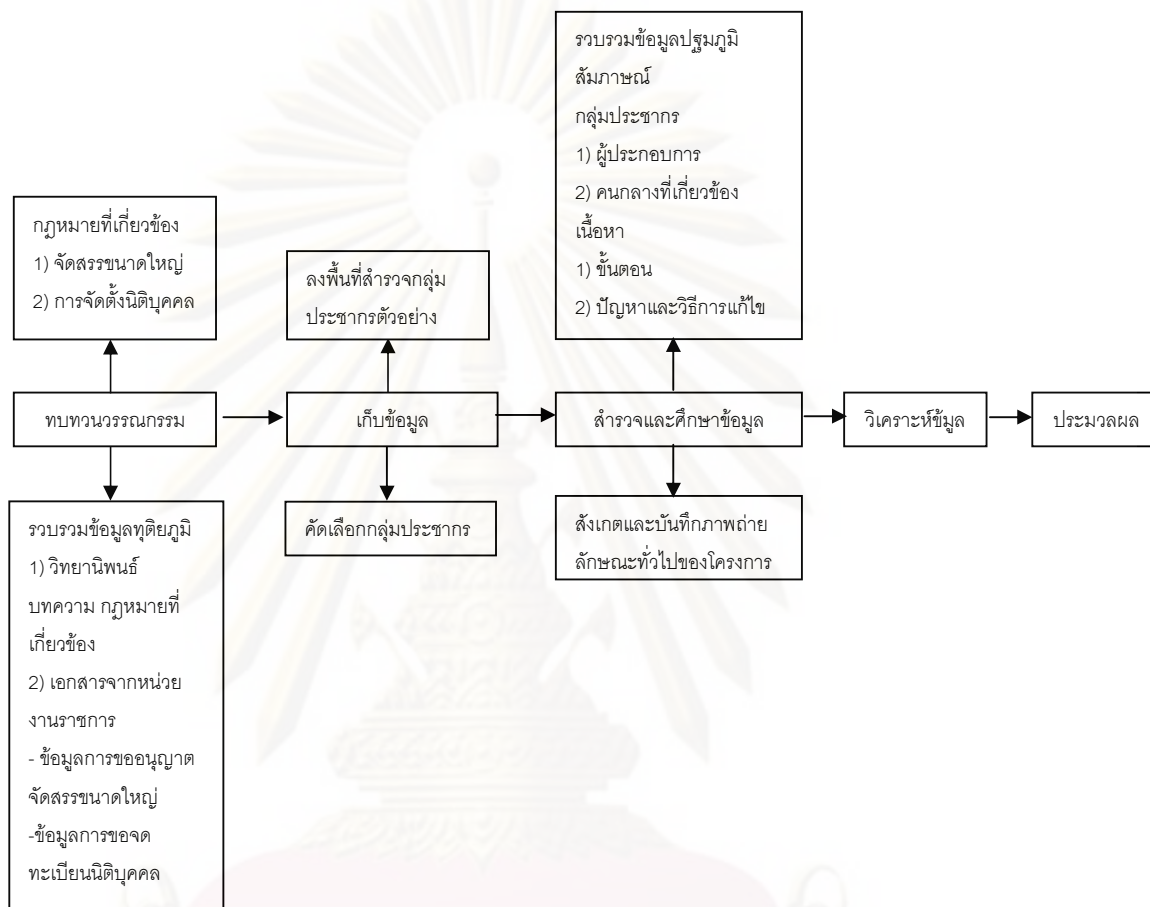 รวบรวมข้อมูลปฐมภูมิ
สัมภาษณ์
กลุ่มประชากร
1) ผู้ประกอบการ
2) คนกลางที่เกี่ยวข้อง
เนื้อหา
1) ขั้นตอน
2) ปัญหาและวิธีการแก้ไข
กฎหมายที่เกี่ยวข้อง
1) จัดสรรขนาดใหญ่
2) การจัดตั้งนิติบุคคล
ลงพื้นที่สำรวจกลุ่ม
ประชากรตัวอย่าง
ทบทวนวรรณกรรม
เก็บข้อมูล
สำรวจและศึกษาข้อมูล
วิเคราะห์ข้มูล
ประมวลผล
รวบรวมข้อมูลทุติยภูมิ
1) วิทยานิพนธ์
บทความ กฎหมายที่
เกี่ยวข้อง
2) เอกสารจากหน่วย
งานราชการ
- ข้อมูลการขออนุญาต
จัดสรรขนาดใหญ่
-ข้อมูลการขอจด
ทะเบียนนิติบุคคล
คัดเลือกกลุ่มประชากร
สังเกตและบันทึกภาพถ่าย
ลักษณะทั่วไปของโครงการ